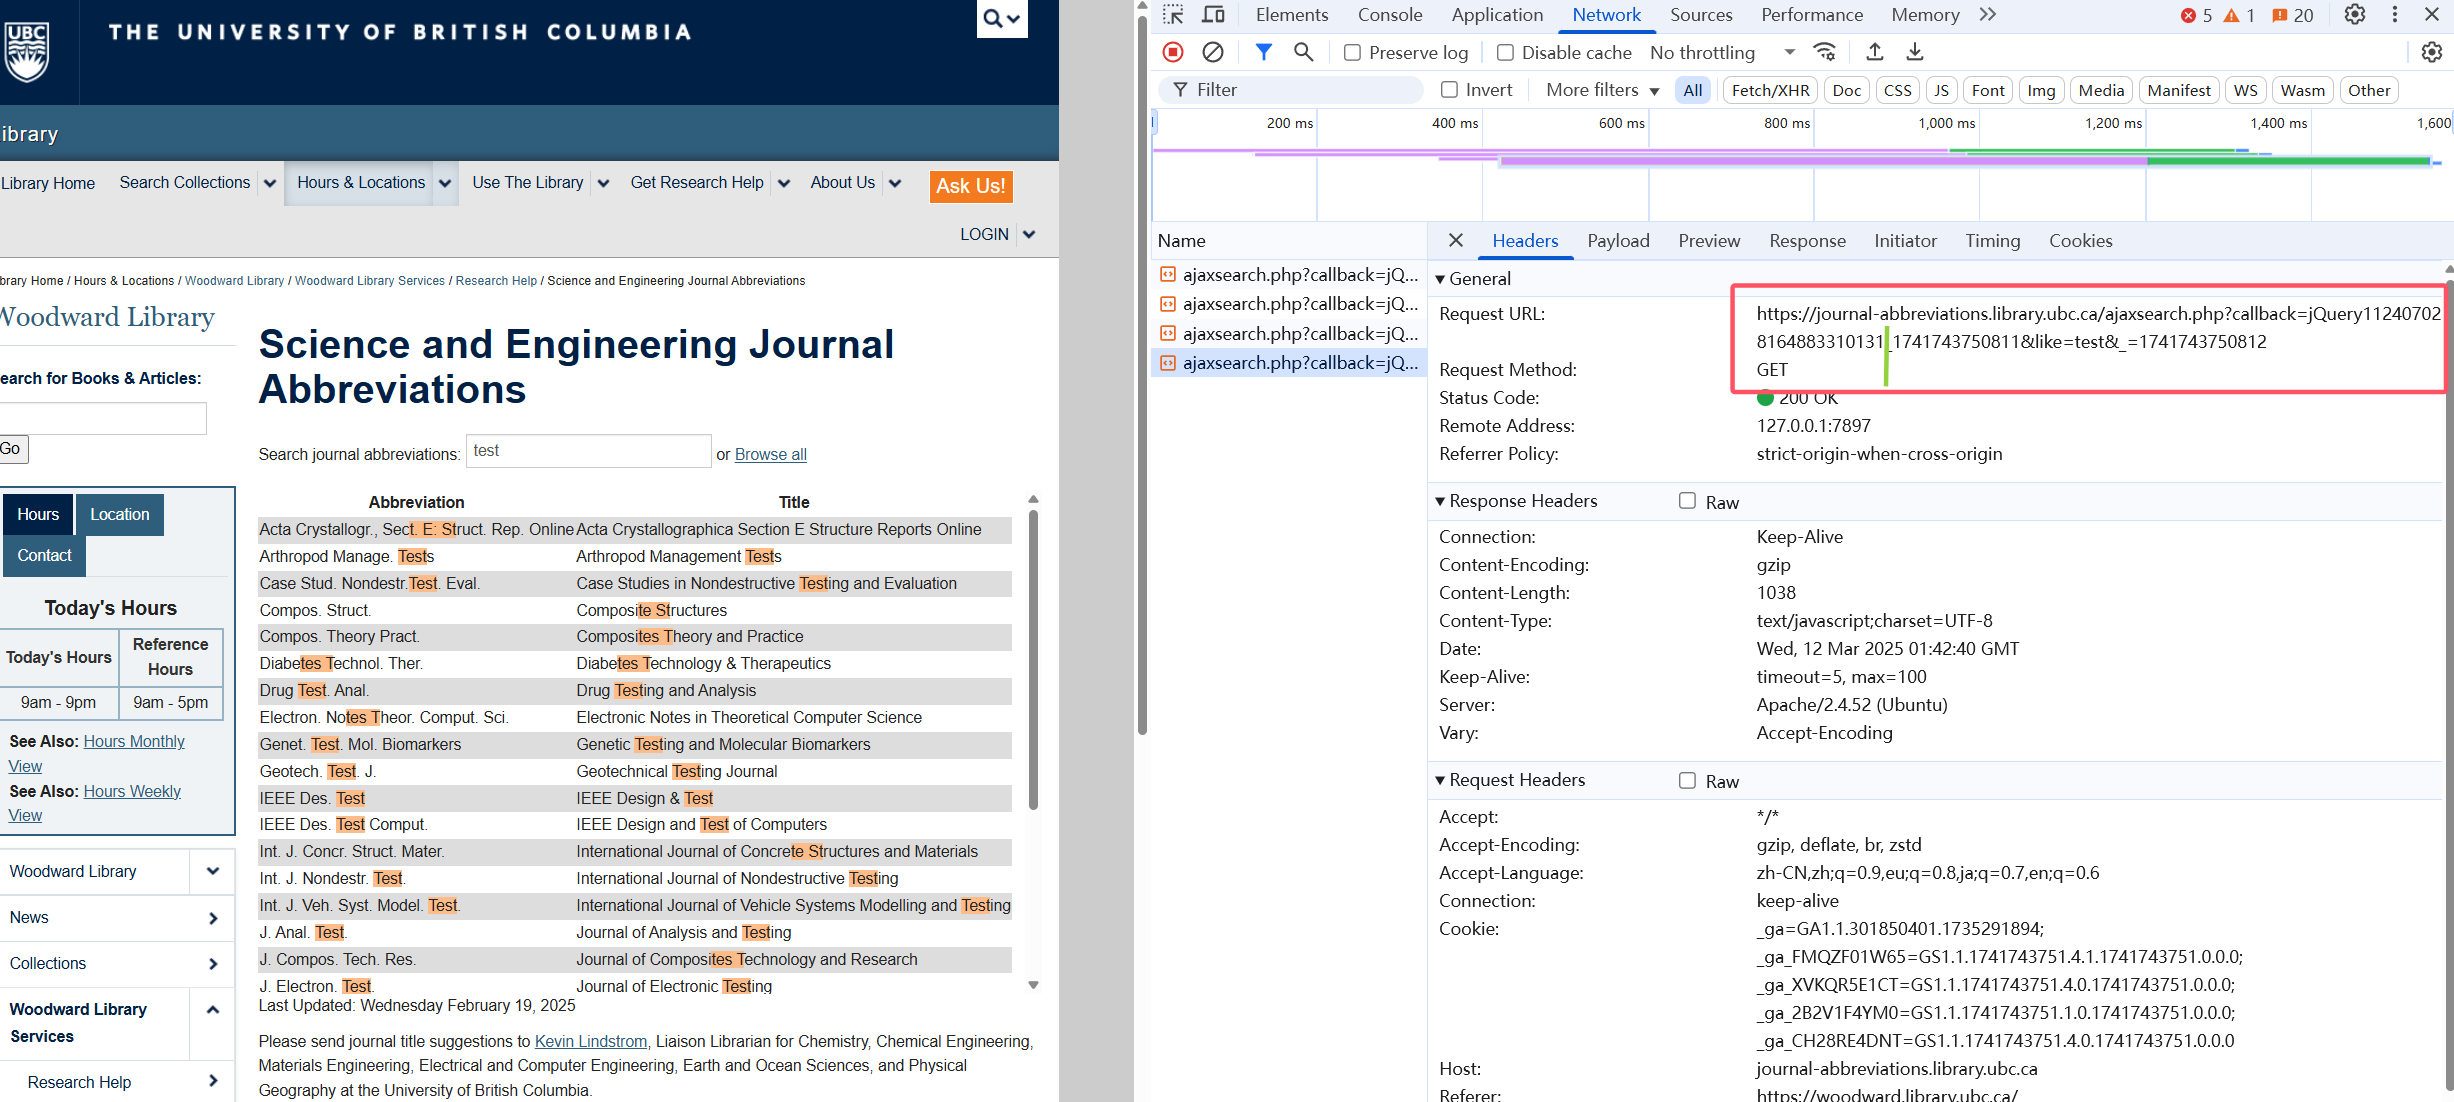 UBC
THE UNIVERSITY OF BRITISH COLUMBIA
ibrary
Library Home
Search Collections
Hours & Locations
Use The Library
Get Research Help
About Us
Ask Us!
LOGIN
brary Home / Hours & Locations / Woodward Library / Woodward Library Services / Research Help / Science and Engineering Journal Abbreviations
Woodward Library
earch for Books & Articles:
Go
Hours
Location
Contact
Today's Hours
Today's Hours
Reference Hours
9am - 9pm
9am - 5pm
See Also: Hours Monthly
View
See Also: Hours Weekly
View
Woodward Library
News
Collections
Woodward Library
Services
Research Help
Science and Engineering Journal
Abbreviations
Search journal abbreviations: test or Browse all
Abbreviation Title
Acta Crystallogr., Sect. E: Struct. Rep. Online Acta Crystallographica Section E Structure Reports Online
Arthropod Manage. Tests Arthropod Management Tests
Case Stud. Nondestr.Test. Eval. Case Studies in Nondestructive Testing and Evaluation
Compos. Struct. Composite Structures
Compos. Theory Pract. Composites Theory and Practice
Diabetes Technol. Ther. Diabetes Technology & Therapeutics
Drug Test. Anal. Drug Testing and Analysis
Electron. Notes Theor. Comput. Sci. Electronic Notes in Theoretical Computer Science
Genet. Test. Mol. Biomarkers Genetic Testing and Molecular Biomarkers
Geotech. Test. J. Geotechnical Testing Journal
IEEE Des. Test IEEE Design & Test
IEEE Des. Test Comput. IEEE Design and Test of Computers
Int. J. Concr. Struct. Mater. International Journal of Concrete Structures and Materials
Int. J. Nondestr. Test. International Journal of Nondestructive Testing
Int. J. Veh. Syst. Model. Test. International Journal of Vehicle Systems Modelling and Testing
J. Anal. Test. Journal of Analysis and Testing
J. Compos. Tech. Res. Journal of Composites Technology and Research
J. Electron. Test. Journal of Electronic Testing
Last Updated: Wednesday February 19, 2025
Please send journal title suggestions to Kevin Lindstrom, Liaison Librarian for Chemistry, Chemical Engineering,
Materials Engineering, Electrical and Computer Engineering, Earth and Ocean Sciences, and Physical
Geography at the University of British Columbia.
Elements Console Application Network Sources Performance Memory 5 1 20
Preserve log Disable cache No throttling
Filter Invert More filters All Fetch/XHR Doc CSS JS Font Img Media Manifest WS Wasm Other
200 ms 400 ms 600 ms 800 ms 1,000 ms 1,200 ms 1,400 ms 1,600
Name
ajaxsearch.php?callback=jQ...
ajaxsearch.php?callback=jQ...
ajaxsearch.php?callback=jQ...
ajaxsearch.php?callback=jQ...
Headers Payload Preview Response Initiator Timing Cookies
General
Request URL: https://journal-abbreviations.library.ubc.ca/ajaxsearch.php?callback=jQuery11240702
8164883310131_1741743750811&like=test&_=1741743750812
Request Method: GET
Status Code: 200 OK
Remote Address: 127.0.0.1:7897
Referrer Policy: strict-origin-when-cross-origin
Response Headers Raw
Connection: Keep-Alive
Content-Encoding: gzip
Content-Length: 1038
Content-Type: text/javascript;charset=UTF-8
Date: Wed, 12 Mar 2025 01:42:40 GMT
Keep-Alive: timeout=5, max=100
Server: Apache/2.4.52 (Ubuntu)
Vary: Accept-Encoding
Request Headers Raw
Accept: */*
Accept-Encoding: gzip, deflate, br, zstd
Accept-Language: zh-CN,zh;q=0.9,eu;q=0.8,ja;q=0.7,en;q=0.6
Connection: keep-alive
Cookie: _ga=GA1.1.301850401.1735291894;
_ga_FMQZF01W65=GS1.1.1741743751.4.1.1741743751.0.0.0;
_ga_XVKQR5E1CT=GS1.1.1741743751.4.0.1741743751.0.0.0;
_ga_2B2V1F4YM0=GS1.1.1741743751.1.0.1741743751.0.0.0;
_ga_CH28RE4DNT=GS1.1.1741743751.4.0.1741743751.0.0.0
Host: journal-abbreviations.library.ubc.ca
Referer: https://woodward.library.ubc.ca/